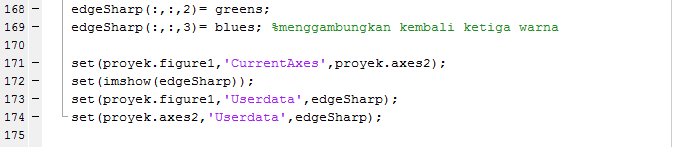 168 – edgeSharp(:,:,2)= greens;
169 – edgeSharp(:,:,3)= blues; %menggambungkan kembali ketiga warna
170
171 – set(proyek.figure1,'CurrentAxes',proyek.axes2);
172 – set(imshow(edgeSharp));
173 – set(proyek.figure1,'Userdata',edgeSharp);
174 – set(proyek.axes2,'Userdata',edgeSharp);
175